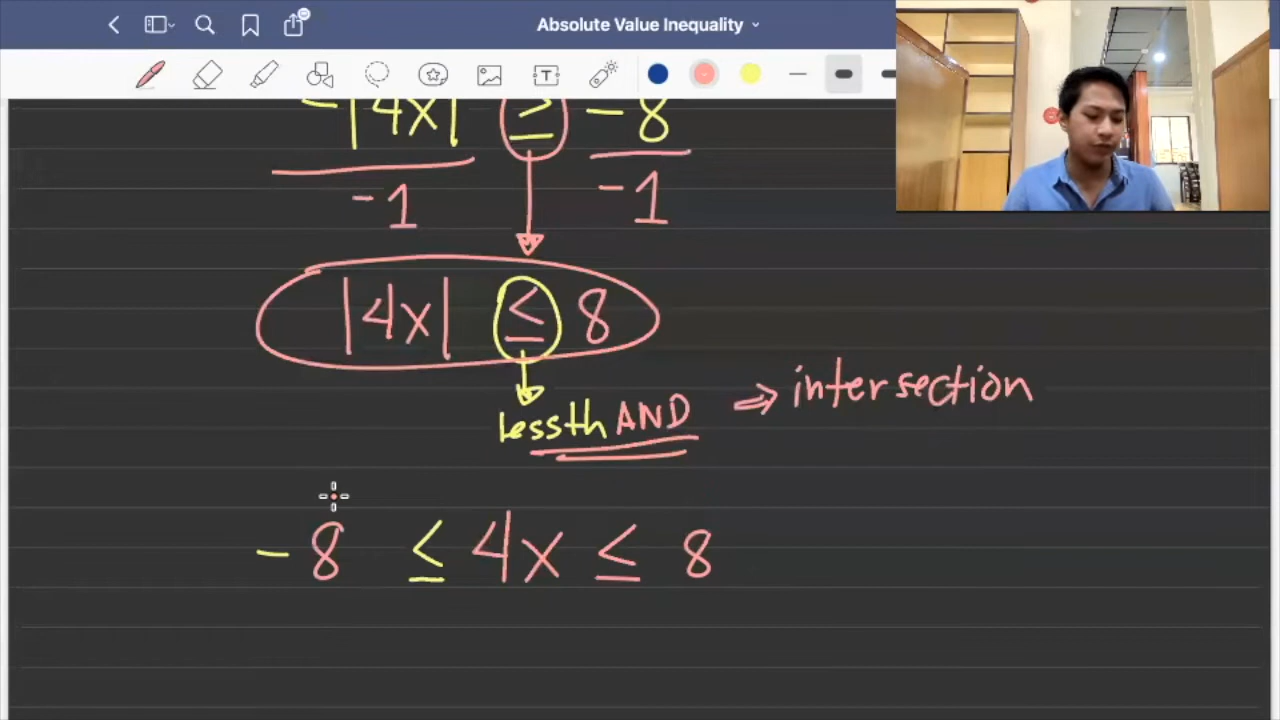 Absolute Value Inequality
-|4x| ≥ -8
-1 -1
|4x| ≤ 8
lessthAND ⇒ intersection
-8 ≤ 4x ≤ 8